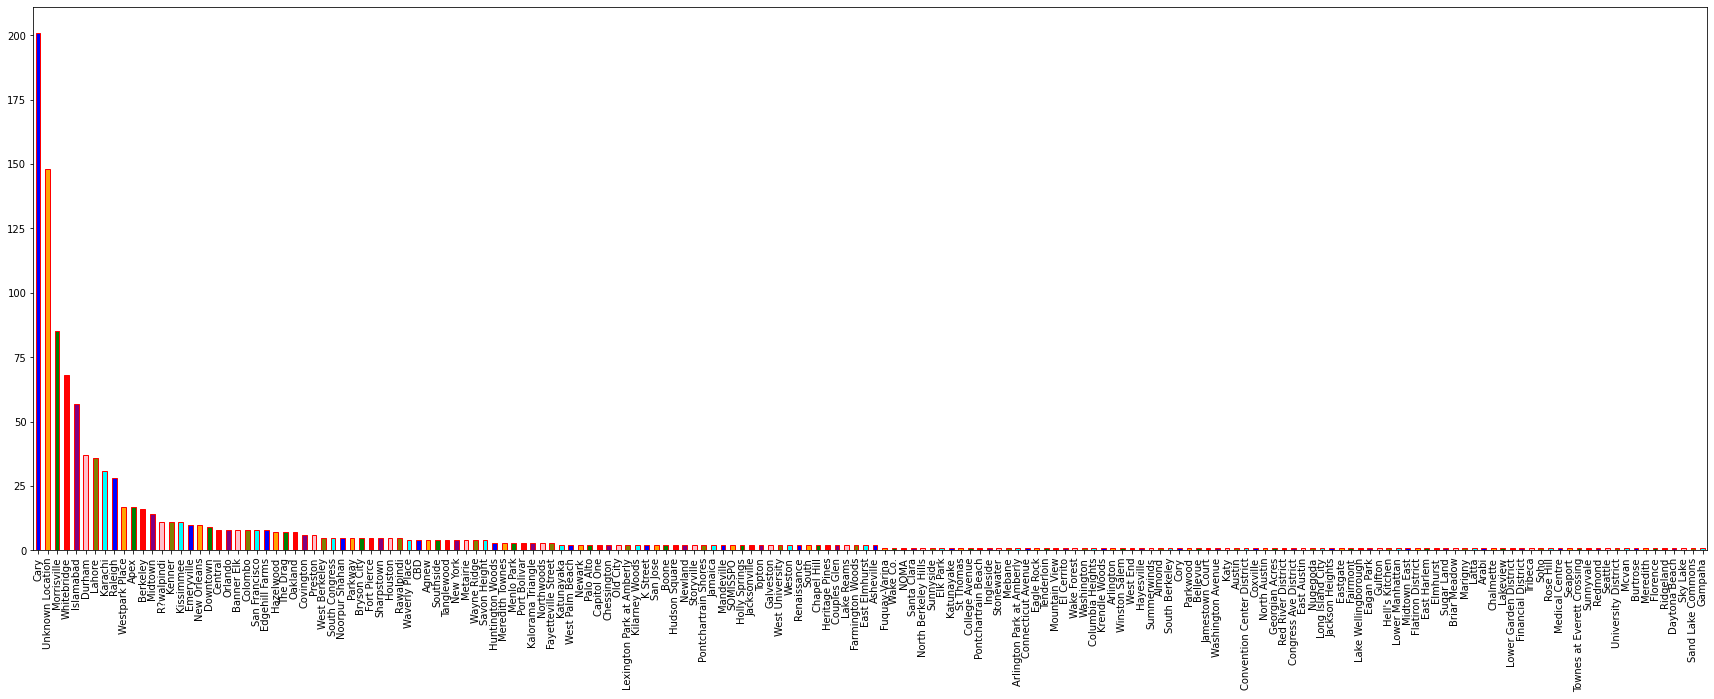 200
175
150
125
100
75
50
25
0
Cary
Unknown Location
Morrisville
Whitebridge
Islamabad
Durham
Lahore
Karachi
Raleigh
Westpark Place
Apex
Berkeley
Midtown
R?walpindi
Kenner
Kissimmee
Emeryville
New Orleans
Downtown
Central
Orlando
Banner Elk
Colombo
San Francisco
Edgehill Farms
Hazelwood
The Drag
Oakland
Covington
Preston
West Berkeley
South Congress
Noorpur Shahan
Parkway
Bryson City
Fort Pierce
Sharpstown
Houston
Rawalpindi
Waverly Place
CBD
Agnew
Southside
Tanglewood
New York
Metairie
Wayne Ridge
Savon Height
Huntington Woods
Meredith Townes
Menlo Park
Port Bolivar
Kalorama Triangle
Northwoods
Fayetteville Street
Katunayaka
West Palm Beach
Newark
Palo Alto
Capitol One
Chessington
Old City
Lexington Park at Amberly
Kilarney Woods
K Street
San Jose
Boone
Hudson Square
Newland
Storyville
Pontchartrain Shores
Jamaica
Mandeville
Holly Springs
Jacksonville
Topton
Galveston
West University
Weston
Renaissance
South
Chapel Hill
Heritage Pines
Couples Glen
Lake Reams
Farmington Woods
East Elmhurst
Asheville
Fuquay-Varina
Wake Co.
NOMA
Santa Clara
North Berkeley Hills
Sunnyside
Elk Park
Katunayake
St Thomas
College Avenue
Pontchartrain Beach
Ingleside
Stonewater
Mebane
Arlington Park at Amberly
Connecticut Avenue
Eagle Rock
Tenderloin
Mountain View
El Cerrito
Wake Forest
Washington
Columbia Heights
Krendle Woods
Arlington
Winston Salem
West End
Hayesville
Summerwinds
Almond
South Berkeley
Cory
Parkwood
Bellevue
Jamestown Court
Washington Avenue
Katy
Austin
Convention Center District
Coxville
North Austin
Georgian Acres
Red River District
Congress Ave District
East Austin
Nugegoda
Long Island City
Jackson Heights
Eastgate
Fairmont
Lake Wellingborough
Eagan Park
Gulfton
Hell's Kitchen
Lower Manhattan
Midtown East
Flatiron District
East Harlem
Elmhurst
Sugar Land
Briar Meadow
Marigny
Latta
Arabi
Chalmette
Lakeview
Lower Garden District
Financial District
Tribeca
Soho
Rose Hill
Medical Centre
Seaport
Townes at Everett Crossing
Sunnyvale
Redmond
Seattle
University District
Mcvan
Burtrose
Meredith
Florence
Ridgeland
Daytona Beach
Sky Lake
Sand Lake Commons
Gampaha